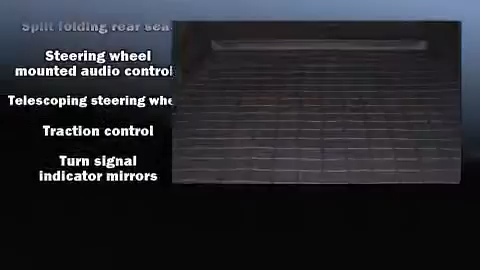 Split folding rear sea
Steering wheel
mounted audio control
Telescoping steering whe
Traction control
Turn signal
indicator mirrors